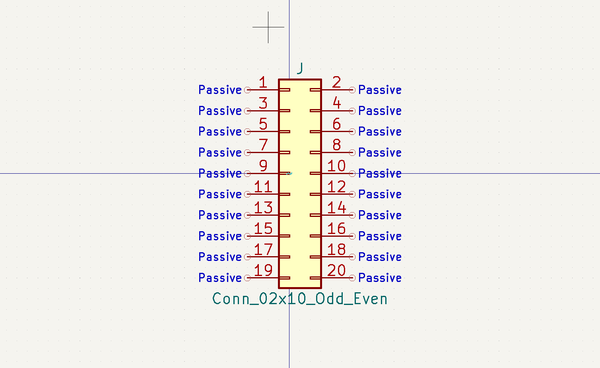 J
Passive 1 2 Passive
Passive 3 4 Passive
Passive 5 6 Passive
Passive 7 8 Passive
Passive 9 10 Passive
Passive 11 12 Passive
Passive 13 14 Passive
Passive 15 16 Passive
Passive 17 18 Passive
Passive 19 20 Passive
Conn_02x10_Odd_Even